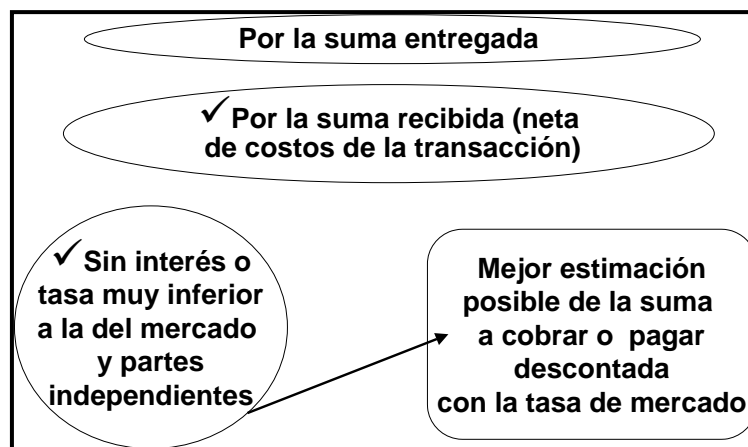 Por la suma entregada
✓Por la suma recibida (neta
de costos de la transacción)
✓Sin interés o
tasa muy inferior
a la del mercado
y partes
independientes
Mejor estimación
posible de la suma
a cobrar o pagar
descontada
con la tasa de mercado